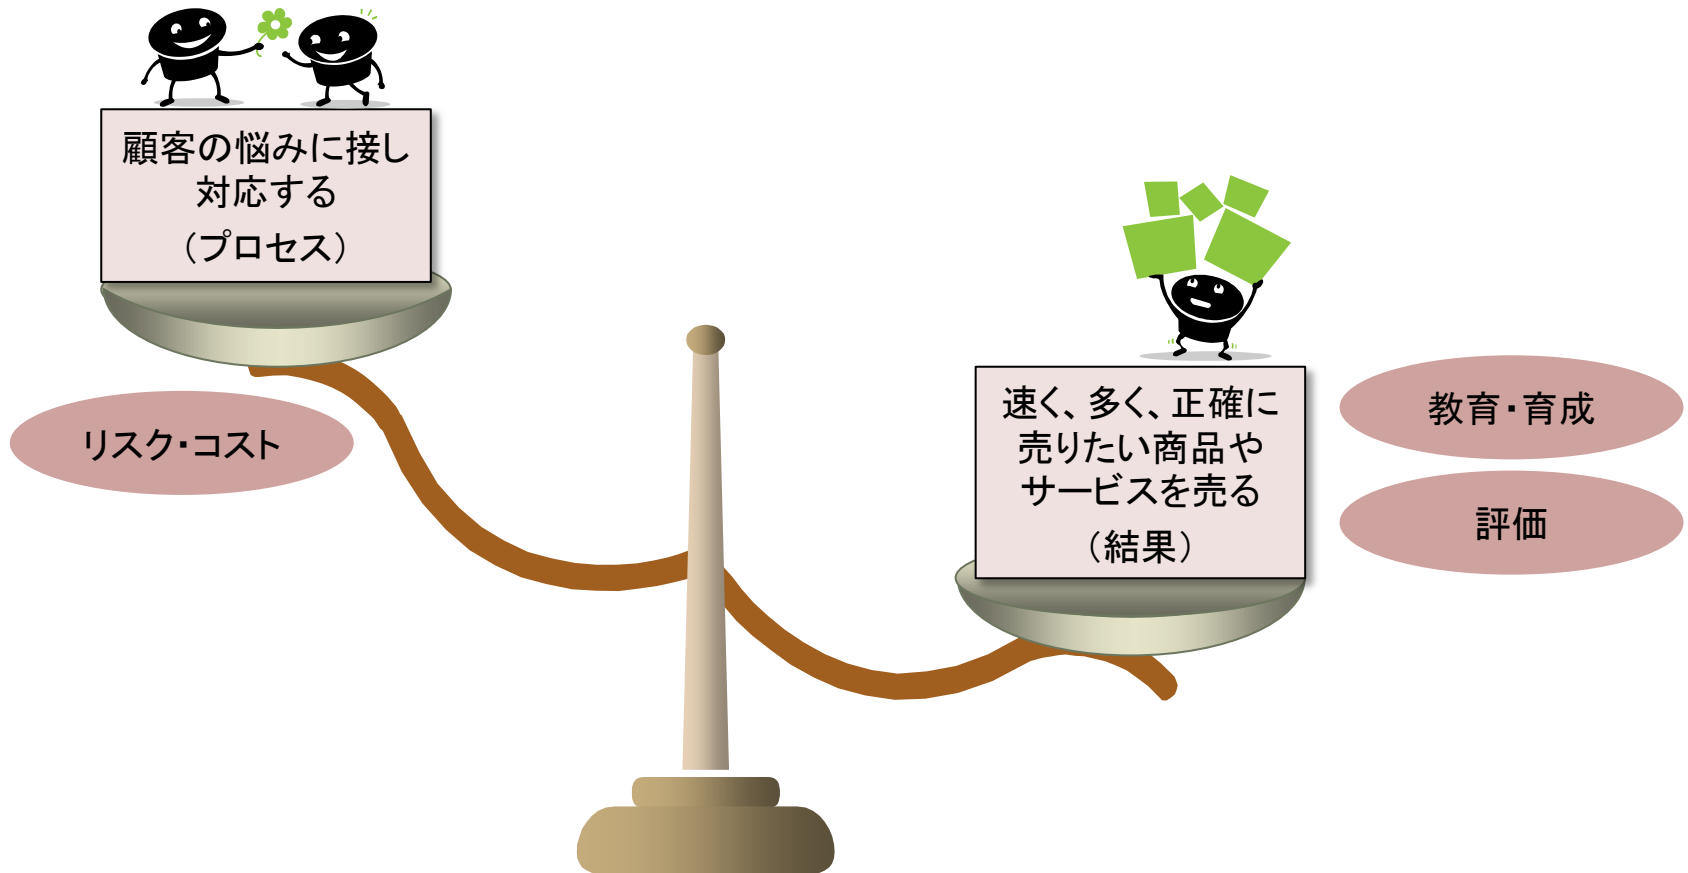 顧客の悩みに接し
対応する
（プロセス）
リスク・コスト
速く、多く、正確に
売りたい商品や
サービスを売る
（結果）
教育・育成
評価